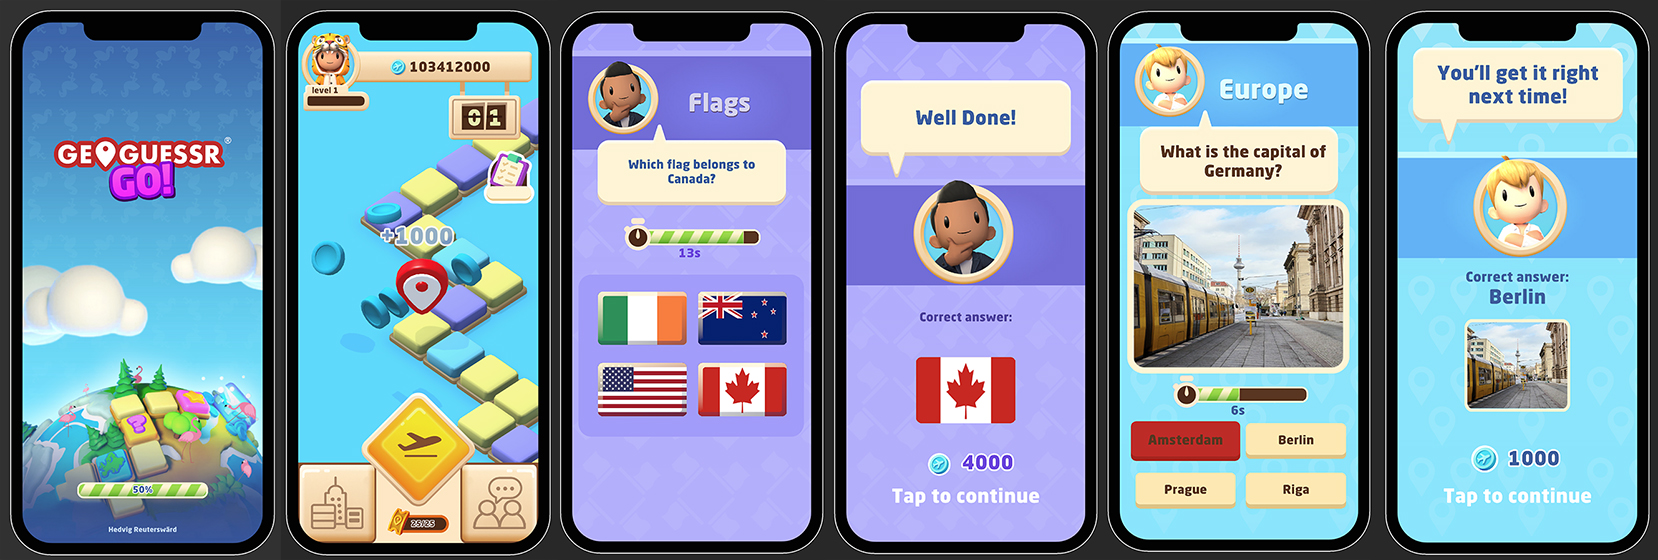 GEOGUESSR®
GO!
50%
Hedvig Reuterswärd
103412000
level 1
01
+1000
25/25
Flags
Which flag belongs to
Canada?
13s
Well Done!
Correct answer:
4000
Tap to continue
Europe
What is the capital of
Germany?
6s
Amsterdam
Berlin
Prague
Riga
You'll get it right
next time!
Correct answer:
Berlin
1000
Tap to continue